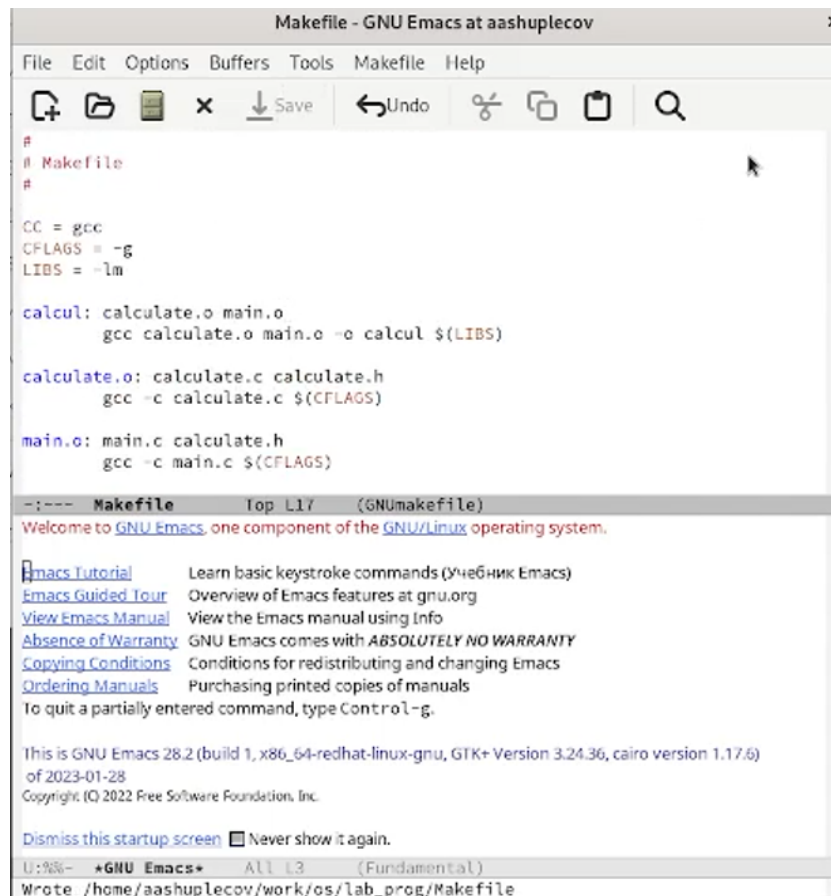 Makefile - GNU Emacs at aashuplecov
File Edit Options Buffers Tools Makefile Help
Save Undo
#
# Makefile
#
CC = gcc
CFLAGS = -g
LIBS = -lm
calcul: calculate.o main.o
gcc calculate.o main.o -o calcul $(LIBS)
calculate.o: calculate.c calculate.h
gcc -c calculate.c $(CFLAGS)
main.o: main.c calculate.h
gcc -c main.c $(CFLAGS)
-:--- Makefile Top L17 (GNUmakefile)
Welcome to GNU Emacs, one component of the GNU/Linux operating system.
Emacs Tutorial Learn basic keystroke commands (Учебник Emacs)
Emacs Guided Tour Overview of Emacs features at gnu.org
View Emacs Manual View the Emacs manual using Info
Absence of Warranty GNU Emacs comes with ABSOLUTELY NO WARRANTY
Copying Conditions Conditions for redistributing and changing Emacs
Ordering Manuals Purchasing printed copies of manuals
To quit a partially entered command, type Control-g.
This is GNU Emacs 28.2 (build 1, x86_64-redhat-linux-gnu, GTK+ Version 3.24.36, cairo version 1.17.6)
of 2023-01-28
Copyright (C) 2022 Free Software Foundation, Inc.
Dismiss this startup screen Never show it again.
U:%%- *GNU Emacs* All L3 (Fundamental)
Wrote /home/aashuplecov/work/os/lab_prog/Makefile